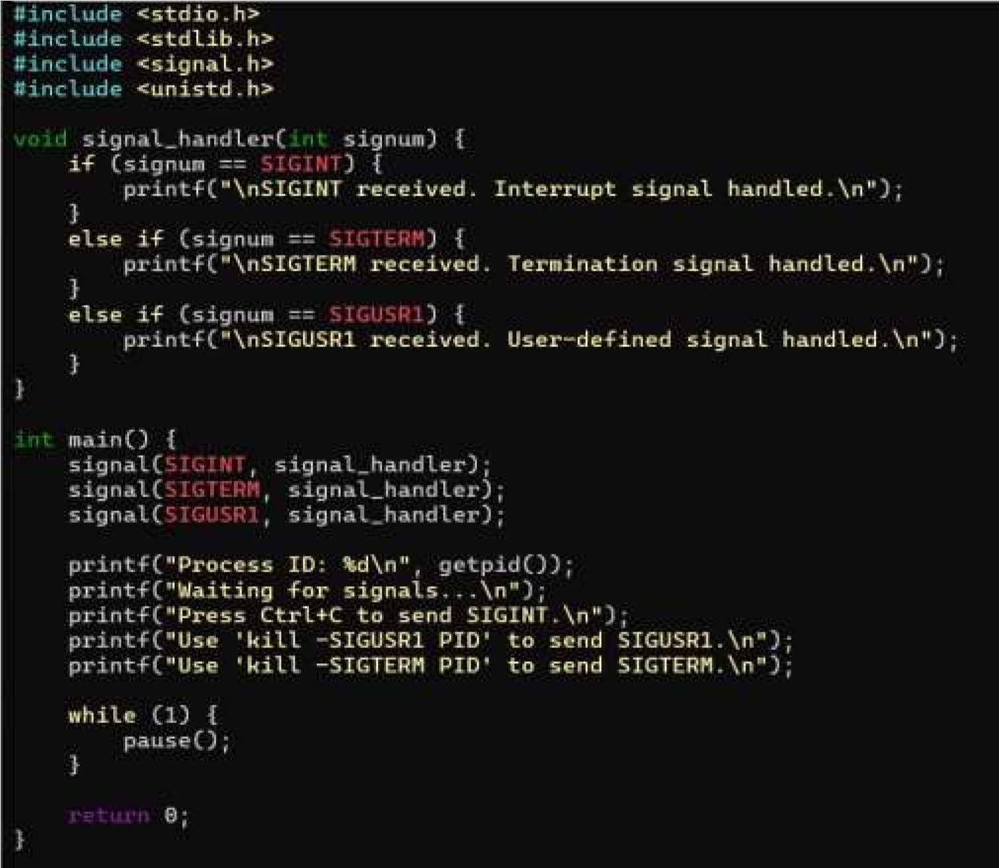 #include <stdio.h>
#include <stdlib.h>
#include <signal.h>
#include <unistd.h>

void signal_handler(int signum) {
    if (signum == SIGINT) {
        printf("\nSIGINT received. Interrupt signal handled.\n");
    }
    else if (signum == SIGTERM) {
        printf("\nSIGTERM received. Termination signal handled.\n");
    }
    else if (signum == SIGUSR1) {
        printf("\nSIGUSR1 received. User-defined signal handled.\n");
    }
}

int main() {
    signal(SIGINT, signal_handler);
    signal(SIGTERM, signal_handler);
    signal(SIGUSR1, signal_handler);

    printf("Process ID: %d\n", getpid());
    printf("Waiting for signals...\n");
    printf("Press Ctrl+C to send SIGINT.\n");
    printf("Use 'kill -SIGUSR1 PID' to send SIGUSR1.\n");
    printf("Use 'kill -SIGTERM PID' to send SIGTERM.\n");

    while (1) {
        pause();
    }

    return 0;
}